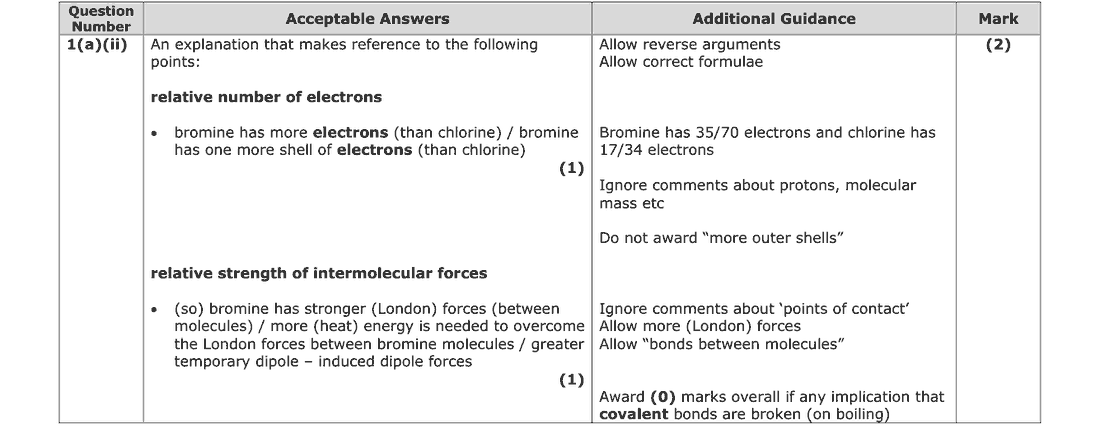 Question Number
Acceptable Answers
Additional Guidance
Mark
1(a)(ii)
An explanation that makes reference to the following
points:
relative number of electrons
• bromine has more electrons (than chlorine) / bromine
has one more shell of electrons (than chlorine)
(1)
relative strength of intermolecular forces
• (so) bromine has stronger (London) forces (between
molecules) / more (heat) energy is needed to overcome
the London forces between bromine molecules / greater
temporary dipole – induced dipole forces
(1)
Allow reverse arguments
Allow correct formulae
Bromine has 35/70 electrons and chlorine has
17/34 electrons
Ignore comments about protons, molecular
mass etc
Do not award “more outer shells”
Ignore comments about ‘points of contact’
Allow more (London) forces
Allow “bonds between molecules”
Award (0) marks overall if any implication that
covalent bonds are broken (on boiling)
(2)